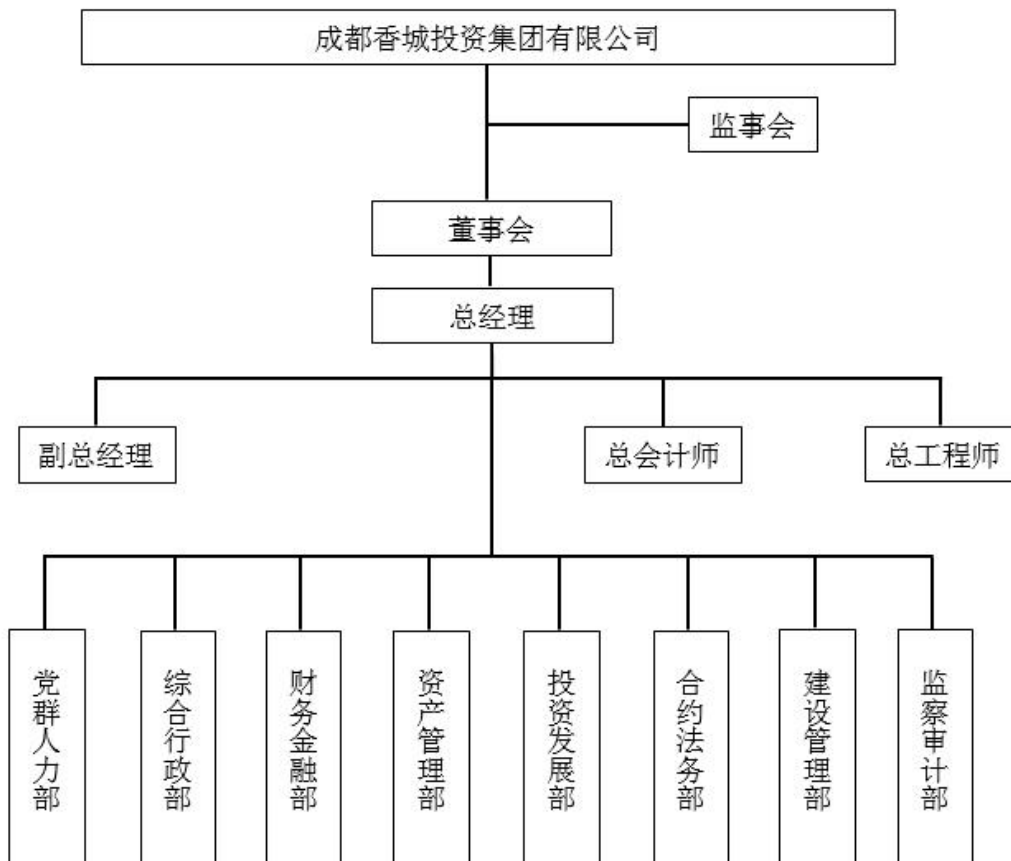 成都香城投资集团有限公司
监事会
董事会
总经理
副总经理
总会计师
总工程师
党群人力部
综合行政部
财务金融部
资产管理部
投资发展部
合约法务部
建设管理部
监察审计部